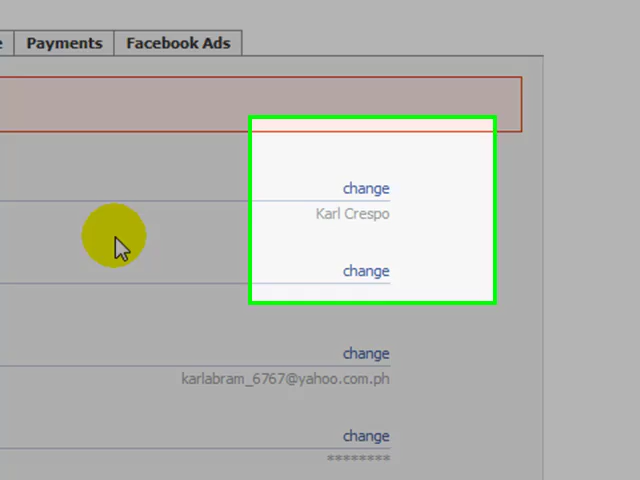 e Payments Facebook Ads
change
Karl Crespo
change
change
karlabram_6767@yahoo.com.ph
change
********